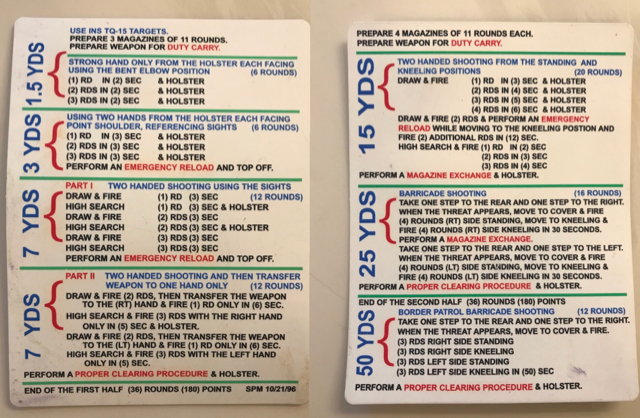 USE INS TQ-15 TARGETS.
PREPARE 3 MAGAZINES OF 11 ROUNDS.
PREPARE WEAPON FOR DUTY CARRY.
1.5 YDS
STRONG HAND ONLY FROM THE HOLSTER EACH FACING
USING THE BENT ELBOW POSITION (6 ROUNDS)
(1) RD IN (2) SEC & HOLSTER
(2) RDS IN (2) SEC & HOLSTER
(3) RDS IN (2) SEC & HOLSTER
3 YDS
USING TWO HANDS FROM THE HOLSTER EACH FACING
POINT SHOULDER, REFERENCING SIGHTS (6 ROUNDS)
(1) RD IN (3) SEC & HOLSTER
(2) RDS IN (3) SEC & HOLSTER
(3) RDS IN (3) SEC & HOLSTER
PERFORM AN EMERGENCY RELOAD AND TOP OFF.
7 YDS
PART I TWO HANDED SHOOTING USING THE SIGHTS
DRAW & FIRE (1) RD (3) SEC (12 ROUNDS)
HIGH SEARCH (1) RD (3) SEC & HOLSTER
DRAW & FIRE (2) RDS (3) SEC
HIGH SEARCH (2) RDS (3) SEC & HOLSTER
DRAW & FIRE (3) RDS (3) SEC
HIGH SEARCH (3) RDS (3) SEC
PERFORM AN EMERGENCY RELOAD AND TOP OFF.
7 YDS
PART II TWO HANDED SHOOTING AND THEN TRANSFER
WEAPON TO ONE HAND ONLY (12 ROUNDS)
DRAW & FIRE (2) RDS, THEN TRANSFER THE WEAPON
TO THE (RT) HAND & FIRE (1) RD ONLY IN (6) SEC.
HIGH SEARCH & FIRE (3) RDS WITH THE RIGHT HAND
ONLY IN (5) SEC & HOLSTER.
DRAW & FIRE (2) RDS, THEN TRANSFER THE WEAPON
TO THE (LT) HAND & FIRE (1) RD ONLY IN (6) SEC.
HIGH SEARCH & FIRE (3) RDS WITH THE LEFT HAND
ONLY IN (5) SEC.
PERFORM A PROPER CLEARING PROCEDURE & HOLSTER.
END OF THE FIRST HALF (36) ROUNDS (180) POINTS SPM 10/21/96
PREPARE 4 MAGAZINES OF 11 ROUNDS EACH.
PREPARE WEAPON FOR DUTY CARRY.
15 YDS
TWO HANDED SHOOTING FROM THE STANDING AND
KNEELING POSITIONS (20 ROUNDS)
DRAW & FIRE (1) RD IN (3) SEC & HOLSTER
(2) RDS IN (4) SEC & HOLSTER
(3) RDS IN (5) SEC & HOLSTER
(4) RDS IN (6) SEC & HOLSTER
DRAW & FIRE (2) RDS & PERFORM AN EMERGENCY
RELOAD WHILE MOVING TO THE KNEELING POSTION AND
FIRE (2) ADDITIONAL RDS IN (12) SEC.
HIGH SEARCH & FIRE (1) RD IN (2) SEC
(2) RDS IN (3) SEC
(3) RDS IN (4) SEC
PERFORM A MAGAZINE EXCHANGE & HOLSTER.
25 YDS
BARRICADE SHOOTING (16 ROUNDS)
TAKE ONE STEP TO THE REAR AND ONE STEP TO THE RIGHT.
WHEN THE THREAT APPEARS, MOVE TO COVER & FIRE
(4) ROUNDS (RT) SIDE STANDING, MOVE TO KNEELING &
FIRE (4) ROUNDS (RT) SIDE KNEELING IN 30 SECONDS.
PERFORM A MAGAZINE EXCHANGE.
TAKE ONE STEP TO THE REAR AND ONE STEP TO THE LEFT.
WHEN THE THREAT APPEARS, MOVE TO COVER & FIRE
(4) ROUNDS (LT) SIDE STANDING, MOVE TO KNEELING &
FIRE (4) ROUNDS (LT) SIDE KNEELING IN 30 SECONDS.
PERFORM A PROPER CLEARING PROCEDURE & HOLSTER.
END OF THE SECOND HALF (36) ROUNDS (180) POINTS
50 YDS
BORDER PATROL BARRICADE SHOOTING (12 ROUNDS)
TAKE ONE STEP TO THE REAR AND ONE STEP TO THE RIGHT.
WHEN THE THREAT APPEARS, MOVE TO COVER & FIRE.
(3) RDS RIGHT SIDE STANDING
(3) RDS RIGHT SIDE KNEELING
(3) RDS LEFT SIDE STANDING
(3) RDS LEFT SIDE KNEELING IN (50) SEC
PERFORM A PROPER CLEARING PROCEDURE & HOLSTER.